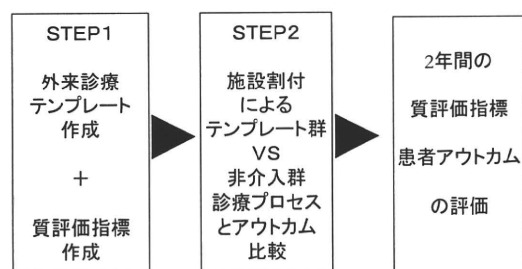 STEP1
外来診療
テンプレート
作成
+
質評価指標
作成
STEP2
施設割付
による
テンプレート群
VS
非介入群
診療プロセス
とアウトカム
比較
2年間の
質評価指標
患者アウトカム
の評価